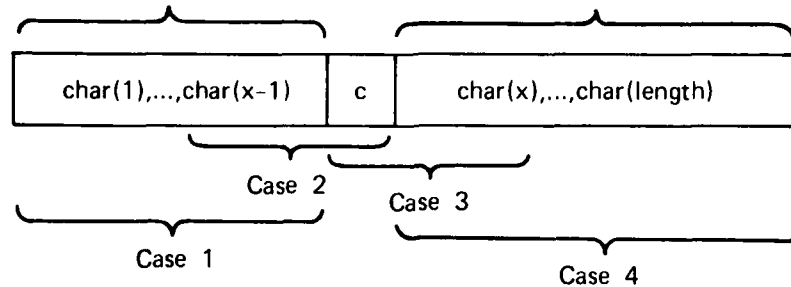 char(1),...,char(x-1) c char(x),...,char(length)
Case 2
Case 3
Case 1
Case 4